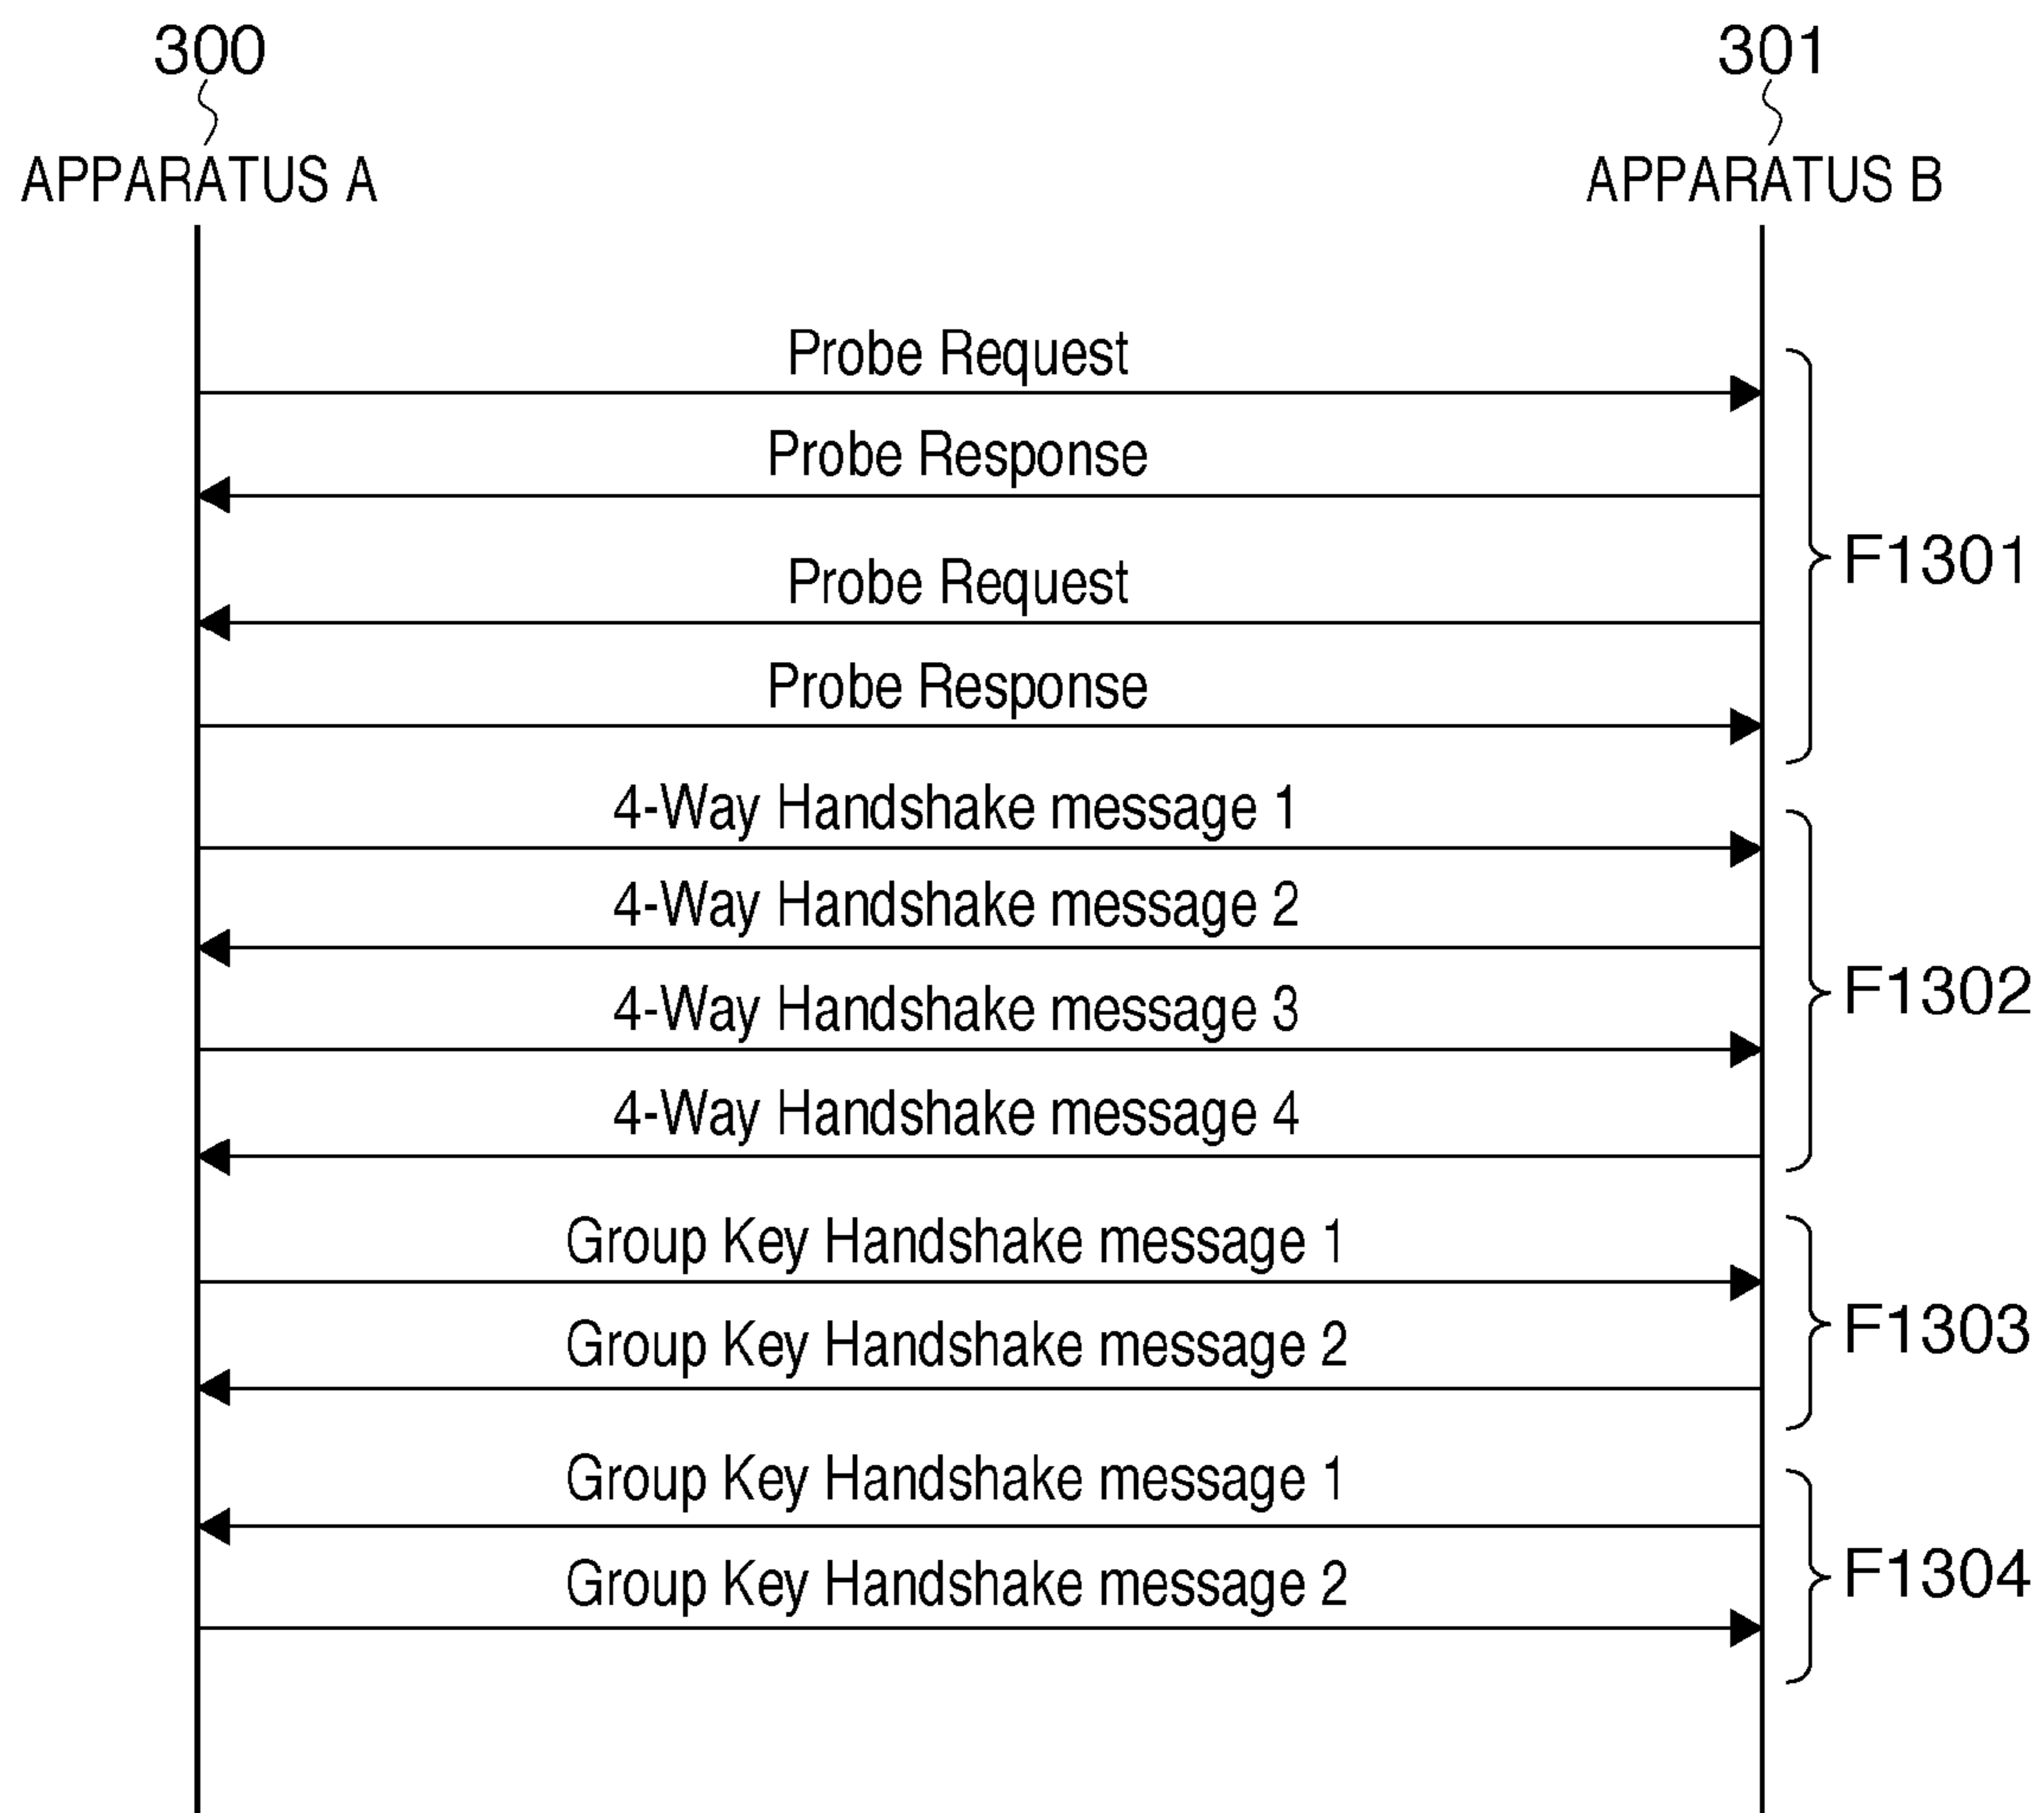 300
301
APPARATUS A
APPARATUS B
Probe Request
Probe Response
Probe Request
Probe Response
F1301
4-Way Handshake message 1
4-Way Handshake message 2
4-Way Handshake message 3
4-Way Handshake message 4
F1302
Group Key Handshake message 1
Group Key Handshake message 2
F1303
Group Key Handshake message 1
Group Key Handshake message 2
F1304